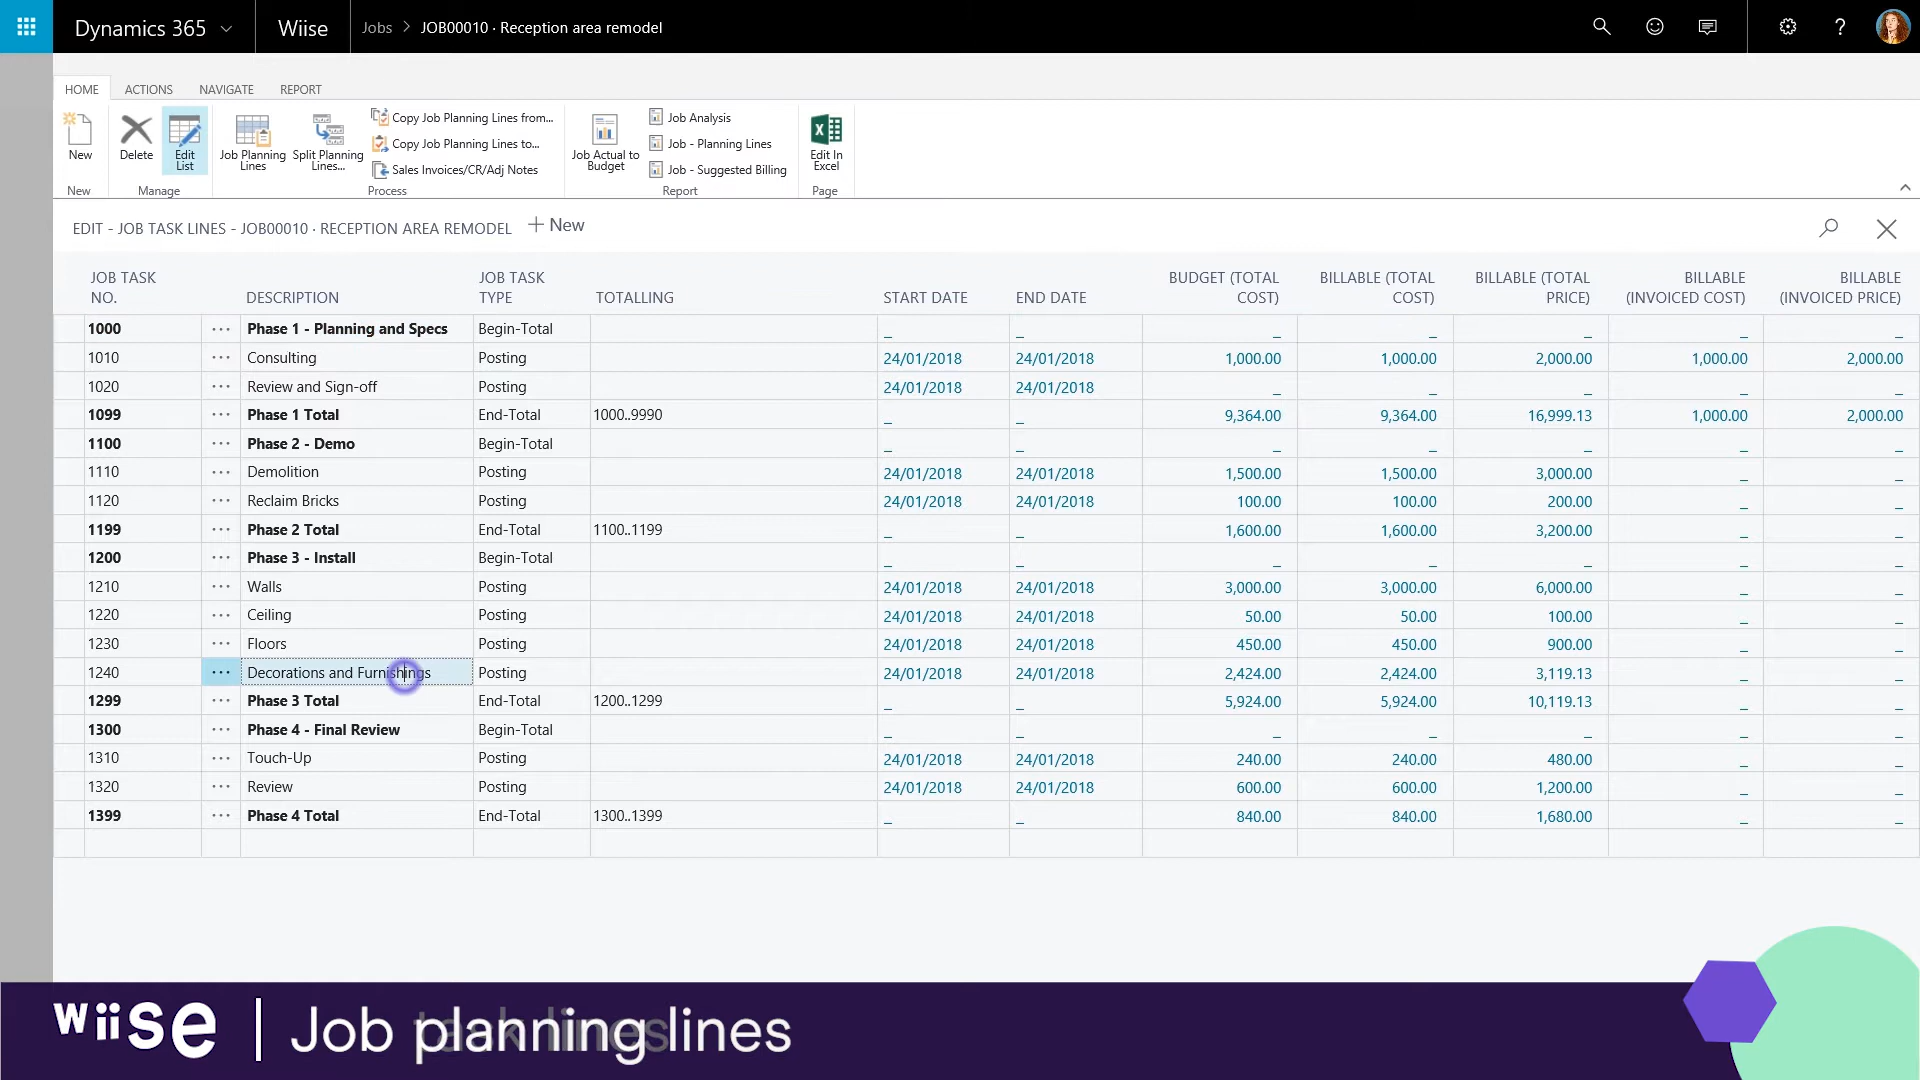 Dynamics 365 Wiise Jobs > JOB00010 · Reception area remodel ?
HOME ACTIONS NAVIGATE REPORT
New Delete Edit List Job Planning Lines Split Planning Lines... Job Actual to Budget Edit In Excel
Copy Job Planning Lines from... Job Analysis
Copy Job Planning Lines to... Job - Planning Lines
Sales Invoices/CR/Adj Notes Job - Suggested Billing
New Manage Process Report Page
EDIT - JOB TASK LINES - JOB00010 · RECEPTION AREA REMODEL + New
JOB TASK NO. DESCRIPTION JOB TASK TYPE TOTALLING START DATE END DATE BUDGET (TOTAL COST) BILLABLE (TOTAL COST) BILLABLE (TOTAL PRICE) BILLABLE (INVOICED COST) BILLABLE (INVOICED PRICE)
1000 ··· Phase 1 - Planning and Specs Begin-Total _ _ _ _ _ _ _
1010 ··· Consulting Posting 24/01/2018 24/01/2018 1,000.00 1,000.00 2,000.00 1,000.00 2,000.00
1020 ··· Review and Sign-off Posting 24/01/2018 24/01/2018 _ _ _ _ _
1099 ··· Phase 1 Total End-Total 1000..9990 _ _ 9,364.00 9,364.00 16,999.13 1,000.00 2,000.00
1100 ··· Phase 2 - Demo Begin-Total _ _ _ _ _ _ _
1110 ··· Demolition Posting 24/01/2018 24/01/2018 1,500.00 1,500.00 3,000.00 _ _
1120 ··· Reclaim Bricks Posting 24/01/2018 24/01/2018 100.00 100.00 200.00 _ _
1199 ··· Phase 2 Total End-Total 1100..1199 _ _ 1,600.00 1,600.00 3,200.00 _ _
1200 ··· Phase 3 - Install Begin-Total _ _ _ _ _ _ _
1210 ··· Walls Posting 24/01/2018 24/01/2018 3,000.00 3,000.00 6,000.00 _ _
1220 ··· Ceiling Posting 24/01/2018 24/01/2018 50.00 50.00 100.00 _ _
1230 ··· Floors Posting 24/01/2018 24/01/2018 450.00 450.00 900.00 _ _
1240 ··· Decorations and Furnishings Posting 24/01/2018 24/01/2018 2,424.00 2,424.00 3,119.13 _ _
1299 ··· Phase 3 Total End-Total 1200..1299 _ _ 5,924.00 5,924.00 10,119.13 _ _
1300 ··· Phase 4 - Final Review Begin-Total _ _ _ _ _ _ _
1310 ··· Touch-Up Posting 24/01/2018 24/01/2018 240.00 240.00 480.00 _ _
1320 ··· Review Posting 24/01/2018 24/01/2018 600.00 600.00 1,200.00 _ _
1399 ··· Phase 4 Total End-Total 1300..1399 _ _ 840.00 840.00 1,680.00 _ _
wiise | Job planning lines